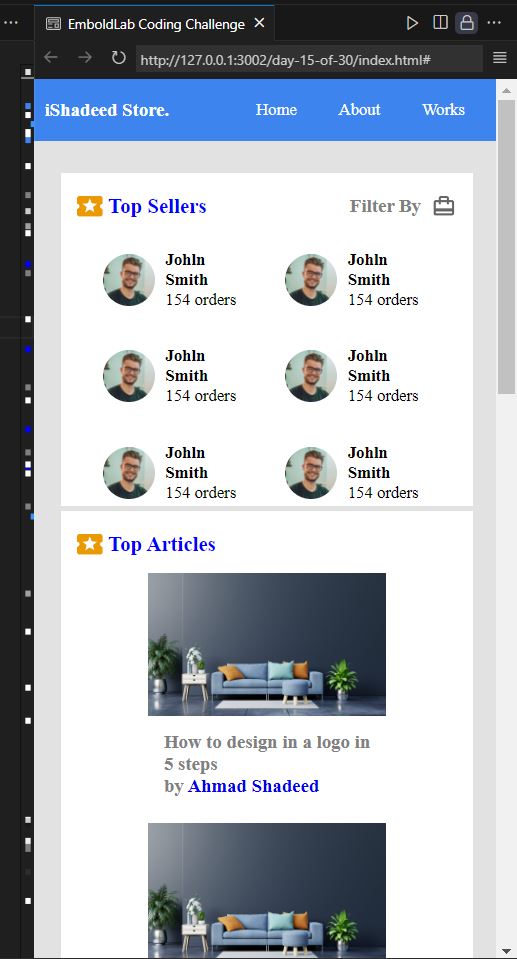 EmboldLab Coding Challenge
http://127.0.0.1:3002/day-15-of-30/index.html#
iShadeed Store. Home About Works
Top Sellers Filter By
Johln
Smith
154 orders
Johln
Smith
154 orders
Johln
Smith
154 orders
Johln
Smith
154 orders
Johln
Smith
154 orders
Johln
Smith
154 orders
Top Articles
How to design in a logo in
5 steps
by Ahmad Shadeed